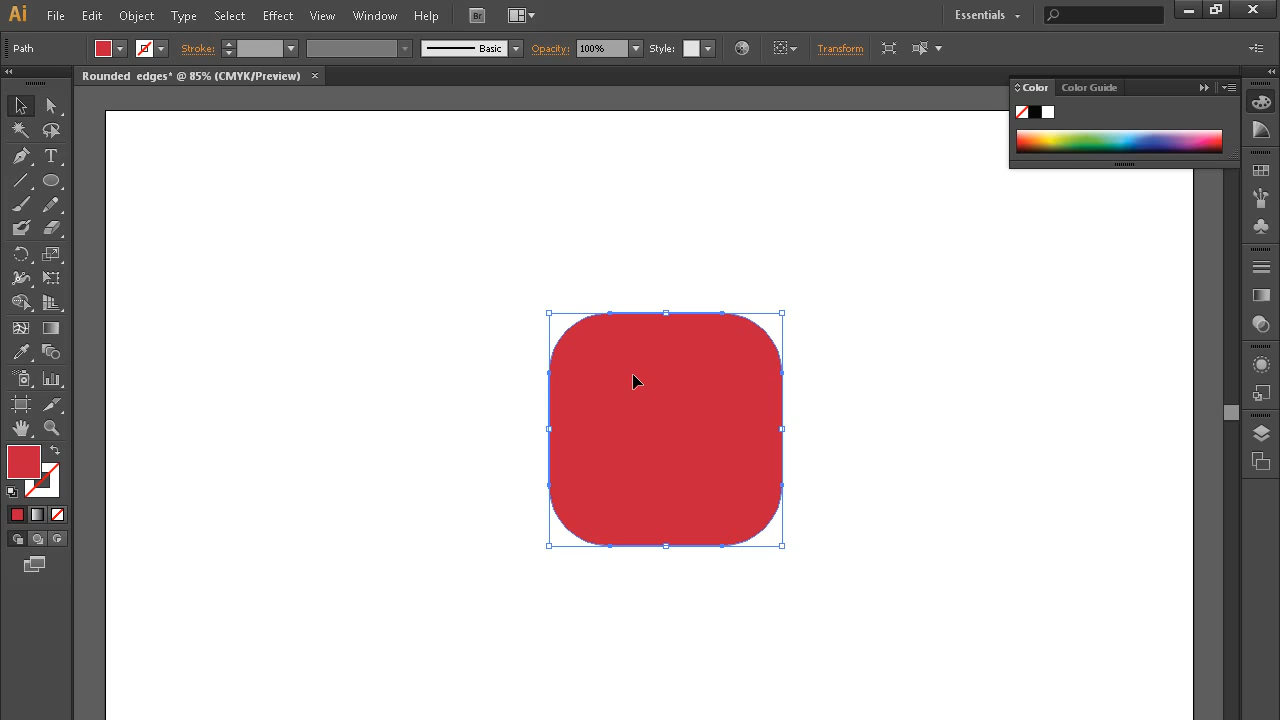 Ai File Edit Object Type Select Effect View Window Help Br Essentials
Path Stroke: Basic Opacity: 100% Style: Transform
Rounded edges* @ 85% (CMYK/Preview)
Color Color Guide
T